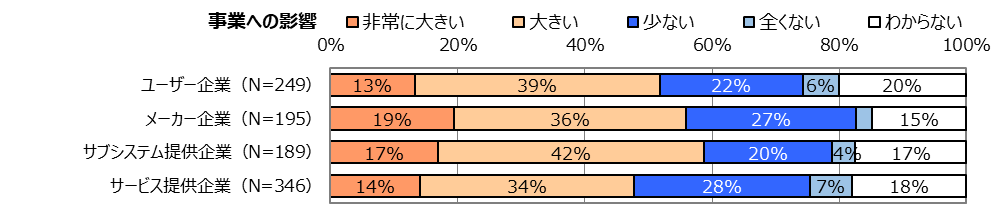 事業への影響 非常に大きい 大きい 少ない 全くない わからない
0% 20% 40% 60% 80% 100%
ユーザー企業（N=249） 13% 39% 22% 6% 20%
メーカー企業（N=195） 19% 36% 27% 15%
サブシステム提供企業（N=189） 17% 42% 20% 4% 17%
サービス提供企業（N=346） 14% 34% 28% 7% 18%